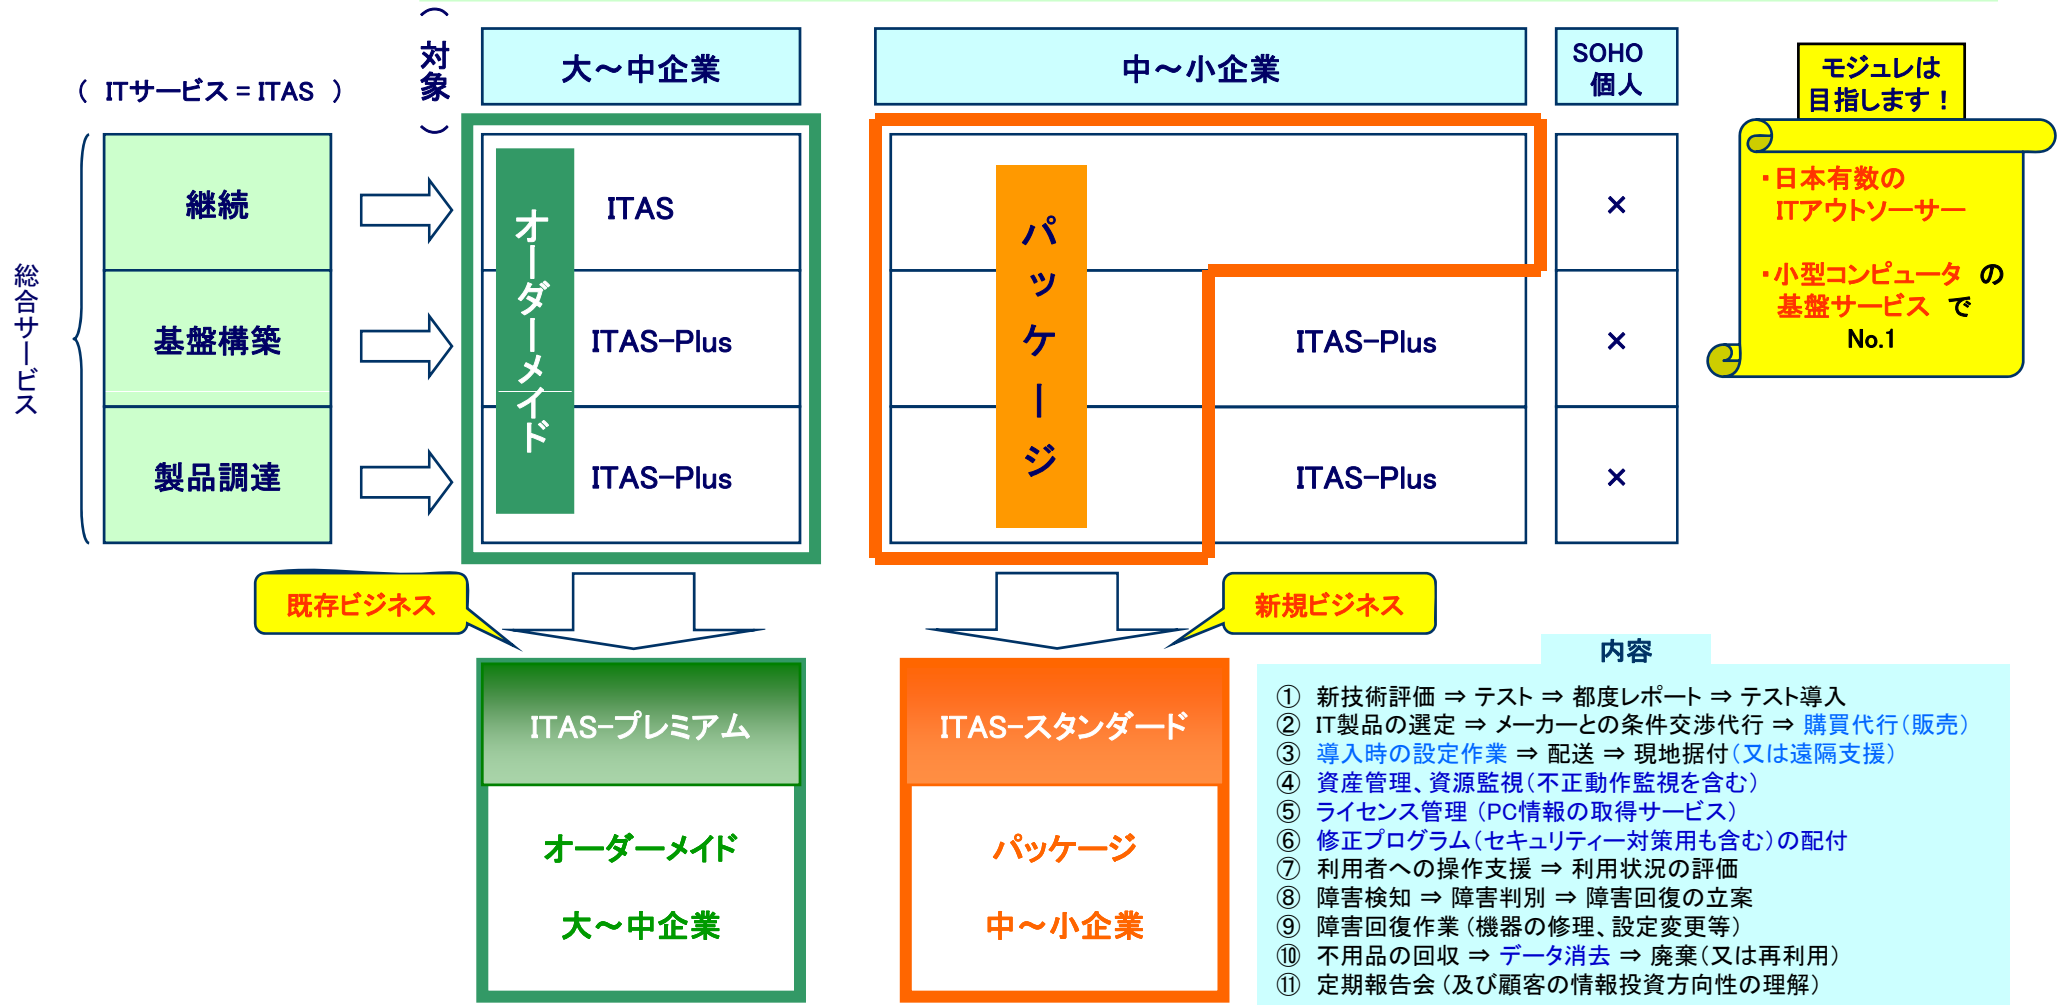 （対象）
大～中企業
中～小企業
SOHO
個人
（ ITサービス = ITAS ）
モジュレは
目指します！
・日本有数の
ITアウトソーサー
・小型コンピュータ の
基盤サービス で
No.1
総合サービス
継続
オーダーメイド
ITAS
パッケージ
×
基盤構築
ITAS-Plus
ITAS-Plus
×
製品調達
ITAS-Plus
ITAS-Plus
×
既存ビジネス
新規ビジネス
ITAS-プレミアム
オーダーメイド
大～中企業
ITAS-スタンダード
パッケージ
中～小企業
内容
① 新技術評価 ⇒ テスト ⇒ 都度レポート ⇒ テスト導入
② IT製品の選定 ⇒ メーカーとの条件交渉代行 ⇒ 購買代行（販売）
③ 導入時の設定作業 ⇒ 配送 ⇒ 現地据付（又は遠隔支援）
④ 資産管理、資源監視（不正動作監視を含む）
⑤ ライセンス管理 （PC情報の取得サービス）
⑥ 修正プログラム（セキュリティー対策用も含む）の配付
⑦ 利用者への操作支援 ⇒ 利用状況の評価
⑧ 障害検知 ⇒ 障害判別 ⇒ 障害回復の立案
⑨ 障害回復作業 （機器の修理、設定変更等）
⑩ 不用品の回収 ⇒ データ消去 ⇒ 廃棄（又は再利用）
⑪ 定期報告会 （及び顧客の情報投資方向性の理解）